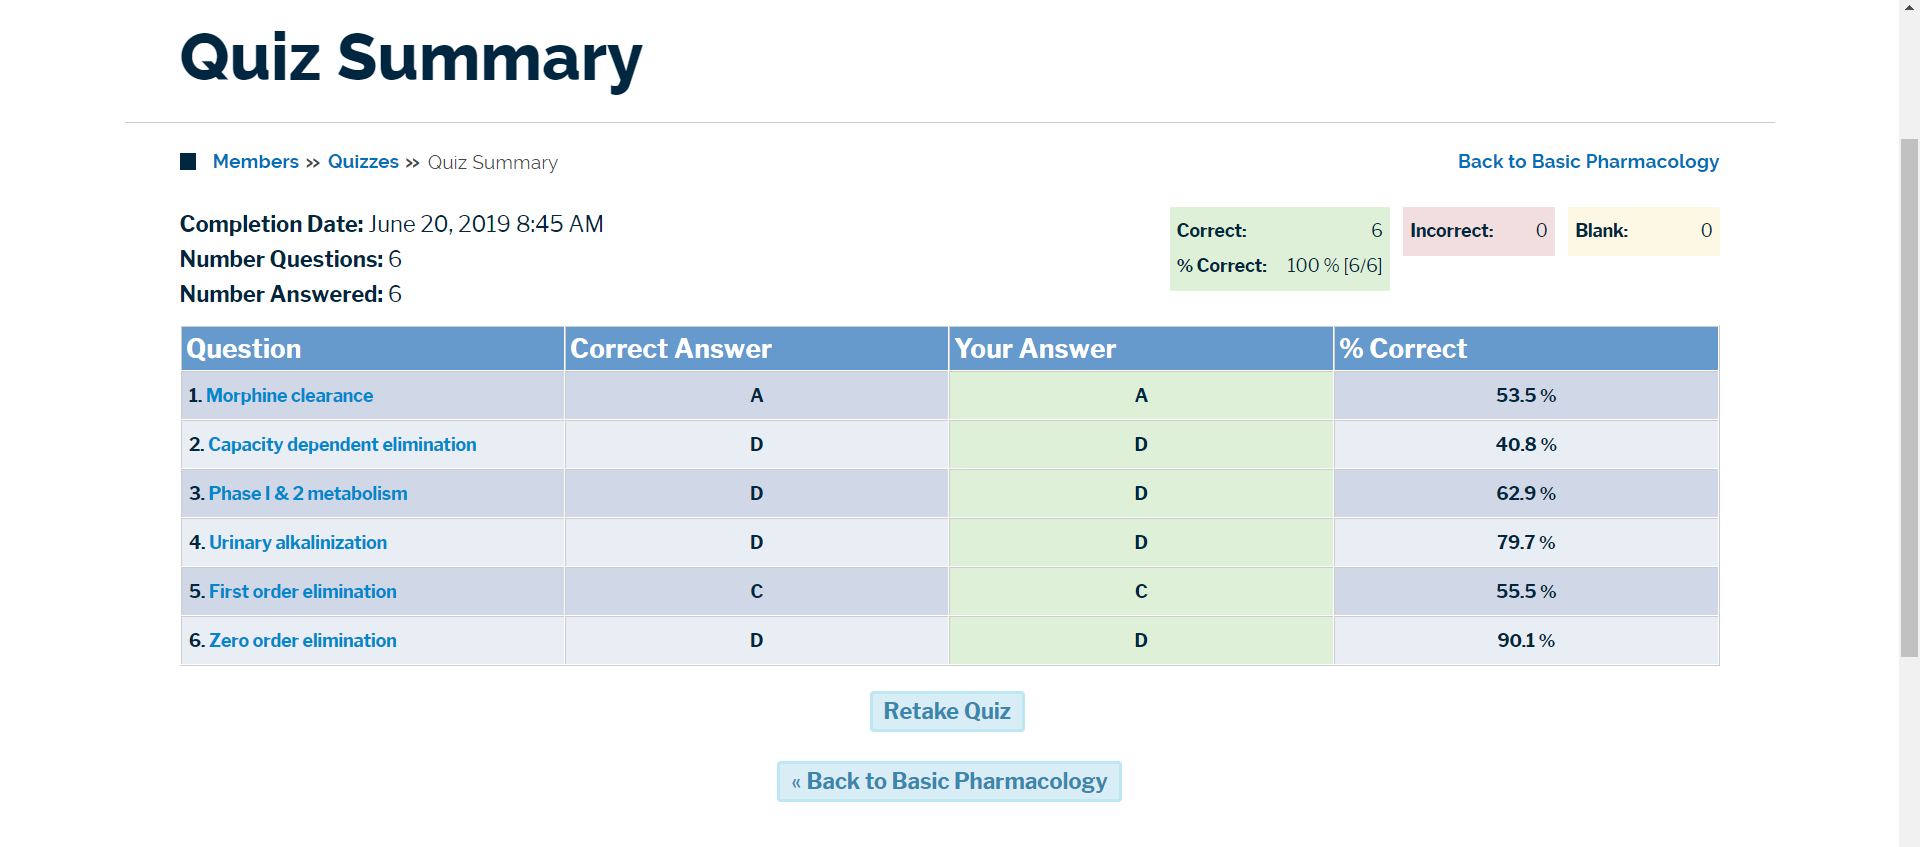 Quiz Summary
Members » Quizzes » Quiz Summary
Back to Basic Pharmacology
Completion Date: June 20, 2019 8:45 AM
Number Questions: 6
Number Answered: 6
Correct: 6
% Correct: 100 % [6/6]
Incorrect: 0
Blank: 0
Question Correct Answer Your Answer % Correct
1. Morphine clearance A A 53.5 %
2. Capacity dependent elimination D D 40.8 %
3. Phase I & 2 metabolism D D 62.9 %
4. Urinary alkalinization D D 79.7 %
5. First order elimination C C 55.5 %
6. Zero order elimination D D 90.1 %
Retake Quiz
« Back to Basic Pharmacology